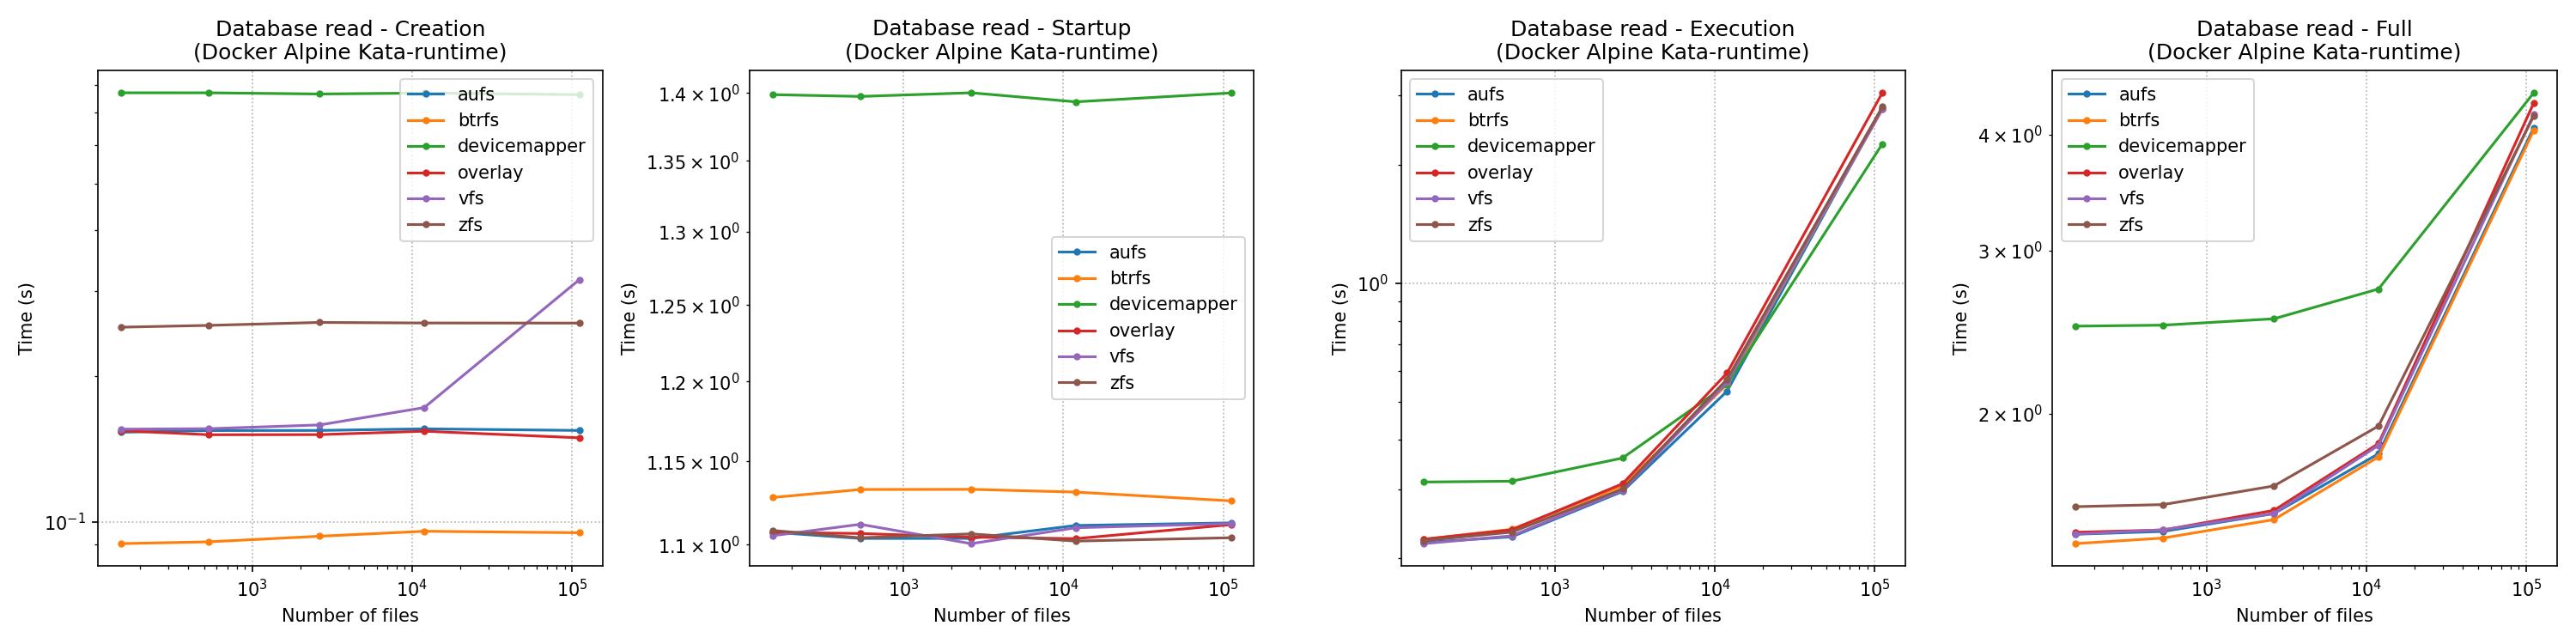 Database read - Creation
(Docker Alpine Kata-runtime)
aufs
btrfs
devicemapper
overlay
vfs
zfs
Time (s)
10⁻¹
10³
10⁴
10⁵
Number of files
Database read - Startup
(Docker Alpine Kata-runtime)
1.4 × 10⁰
1.35 × 10⁰
1.3 × 10⁰
1.25 × 10⁰
1.2 × 10⁰
1.15 × 10⁰
1.1 × 10⁰
Time (s)
aufs
btrfs
devicemapper
overlay
vfs
zfs
10³
10⁴
10⁵
Number of files
Database read - Execution
(Docker Alpine Kata-runtime)
aufs
btrfs
devicemapper
overlay
vfs
zfs
Time (s)
10⁰
10³
10⁴
10⁵
Number of files
Database read - Full
(Docker Alpine Kata-runtime)
aufs
btrfs
devicemapper
overlay
vfs
zfs
Time (s)
4 × 10⁰
3 × 10⁰
2 × 10⁰
10³
10⁴
10⁵
Number of files